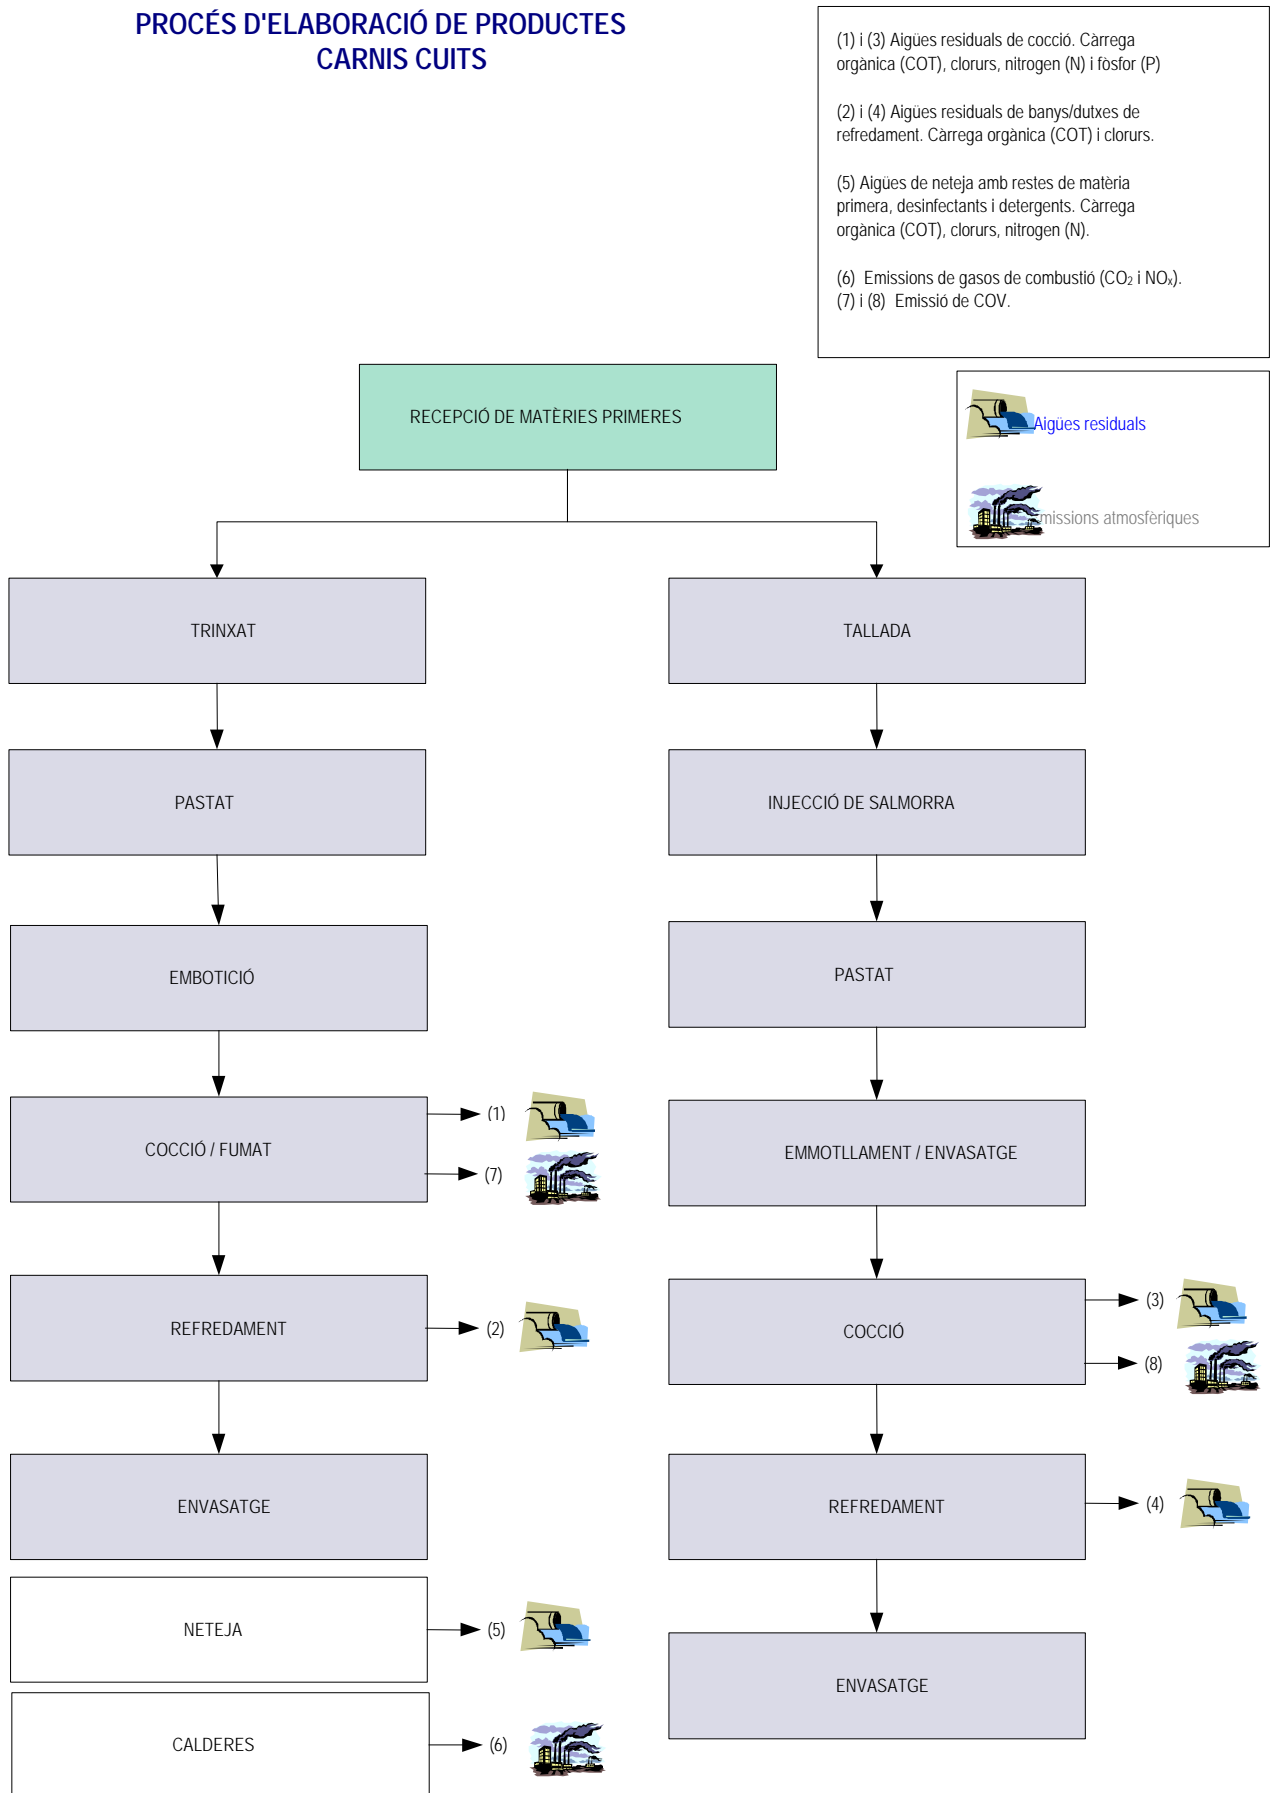 PROCÉS D'ELABORACIÓ DE PRODUCTES
CARNIS CUITS
(1) i (3) Aigües residuals de cocció. Càrrega
orgànica (COT), clorurs, nitrogen (N) i fòsfor (P)
(2) i (4) Aigües residuals de banys/dutxes de
refredament. Càrrega orgànica (COT) i clorurs.
(5) Aigües de neteja amb restes de matèria
primera, desinfectants i detergents. Càrrega
orgànica (COT), clorurs, nitrogen (N).
(6) Emissions de gasos de combustió (CO₂ i NOₓ).
(7) i (8) Emissió de COV.
RECEPCIÓ DE MATÈRIES PRIMERES
Aigües residuals
missions atmosfèriques
TRINXAT
PASTAT
EMBOTICIÓ
COCCIÓ / FUMAT
(1)
(7)
REFREDAMENT
(2)
ENVASATGE
NETEJA
(5)
CALDERES
(6)
TALLADA
INJECCIÓ DE SALMORRA
PASTAT
EMMOTLLAMENT / ENVASATGE
COCCIÓ
(3)
(8)
REFREDAMENT
(4)
ENVASATGE